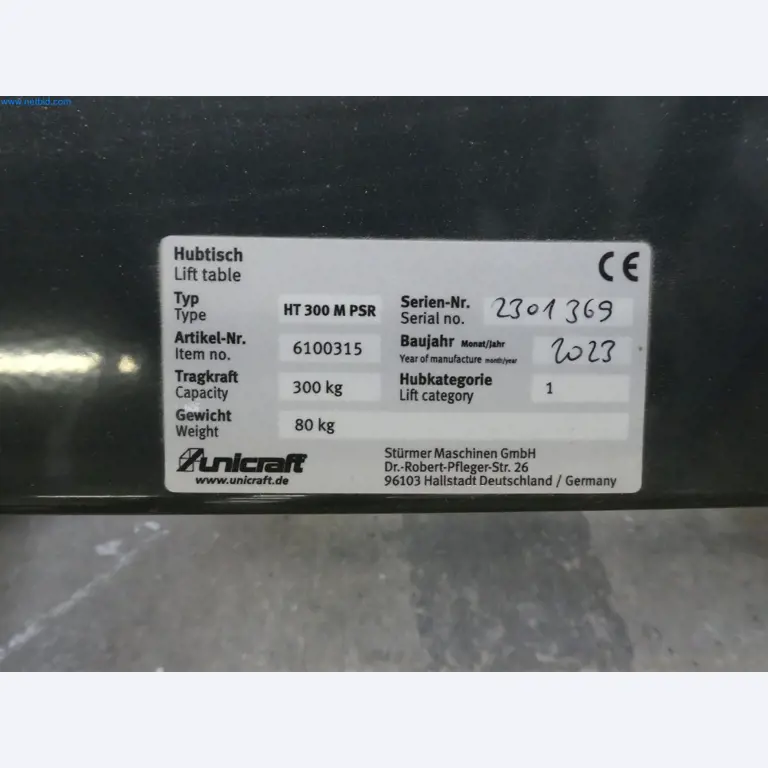 www.netbid.com
Hubtisch
Lift table
CE
Typ
Type
HT 300 M PSR
Serien-Nr.
Serial no.
2301369
Artikel-Nr.
Item no.
6100315
Baujahr Monat/Jahr
Year of manufacture month/year
2023
Tragkraft
Capacity
300 kg
Hubkategorie
Lift category
1
Gewicht
Weight
80 kg
unicraft
www.unicraft.de
Stürmer Maschinen GmbH
Dr.-Robert-Pfleger-Str. 26
96103 Hallstadt Deutschland / Germany